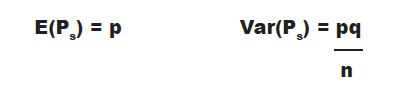 E(Pₛ) = p Var(Pₛ) = pq
n